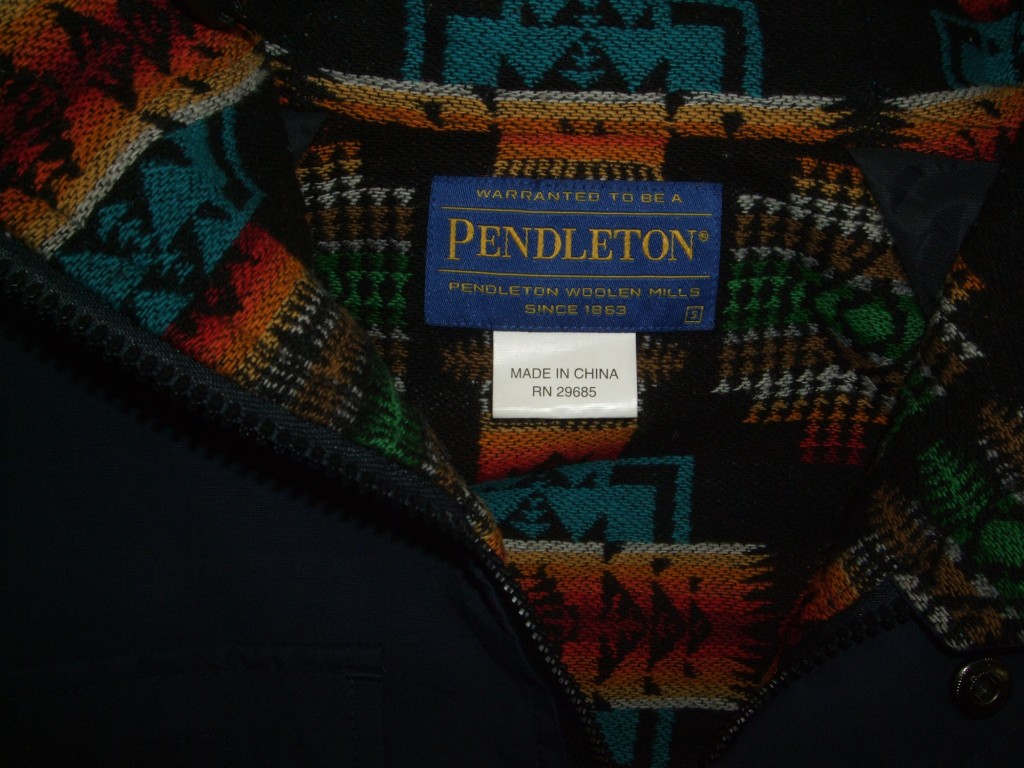 WARRANTED TO BE A
PENDLETON®
PENDLETON WOOLEN MILLS
SINCE 1863
S
MADE IN CHINA
RN 29685